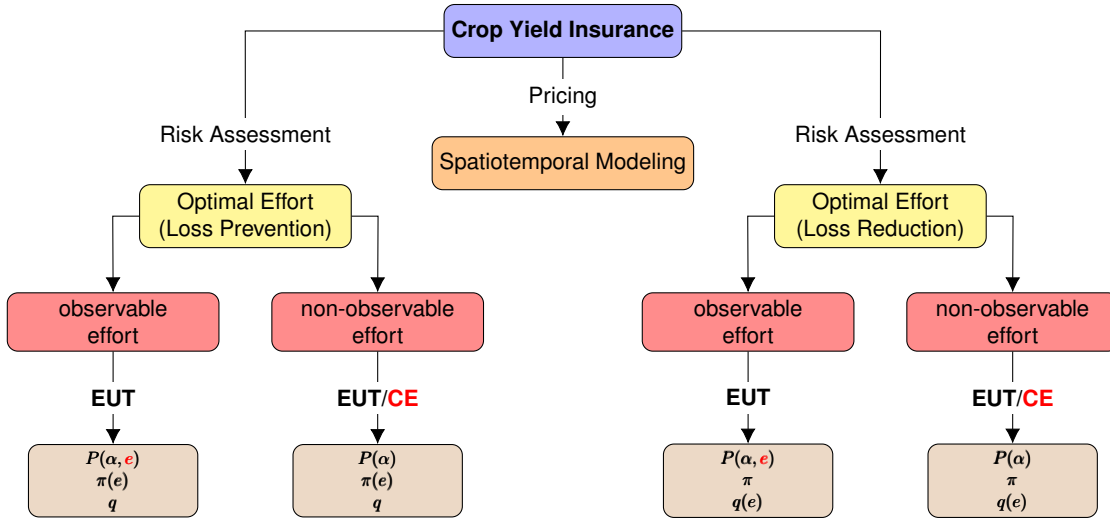 Crop Yield Insurance
Pricing
Risk Assessment
Risk Assessment
Spatiotemporal Modeling
Optimal Effort
(Loss Prevention)
Optimal Effort
(Loss Reduction)
observable
effort
non-observable
effort
observable
effort
non-observable
effort
EUT
EUT/CE
EUT
EUT/CE
P(α, e)
π(e)
q
P(α)
π(e)
q
P(α, e)
π
q(e)
P(α)
π
q(e)